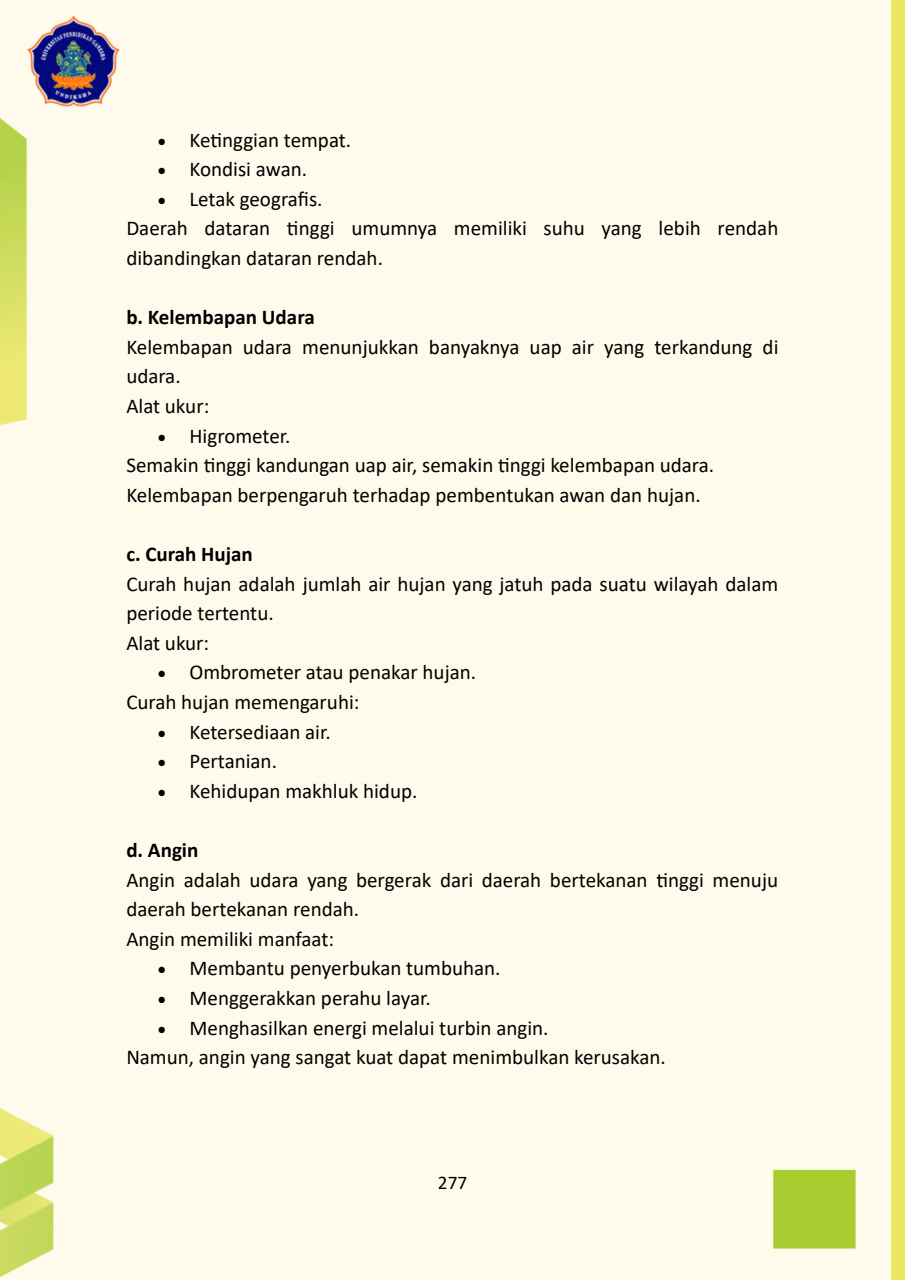 UNIVERSITAS PENDIDIKAN GANESHA
UNDIKSHA
• Ketinggian tempat.
• Kondisi awan.
• Letak geografis.
Daerah dataran tinggi umumnya memiliki suhu yang lebih rendah
dibandingkan dataran rendah.
b. Kelembapan Udara
Kelembapan udara menunjukkan banyaknya uap air yang terkandung di
udara.
Alat ukur:
• Higrometer.
Semakin tinggi kandungan uap air, semakin tinggi kelembapan udara.
Kelembapan berpengaruh terhadap pembentukan awan dan hujan.
c. Curah Hujan
Curah hujan adalah jumlah air hujan yang jatuh pada suatu wilayah dalam
periode tertentu.
Alat ukur:
• Ombrometer atau penakar hujan.
Curah hujan memengaruhi:
• Ketersediaan air.
• Pertanian.
• Kehidupan makhluk hidup.
d. Angin
Angin adalah udara yang bergerak dari daerah bertekanan tinggi menuju
daerah bertekanan rendah.
Angin memiliki manfaat:
• Membantu penyerbukan tumbuhan.
• Menggerakkan perahu layar.
• Menghasilkan energi melalui turbin angin.
Namun, angin yang sangat kuat dapat menimbulkan kerusakan.
277